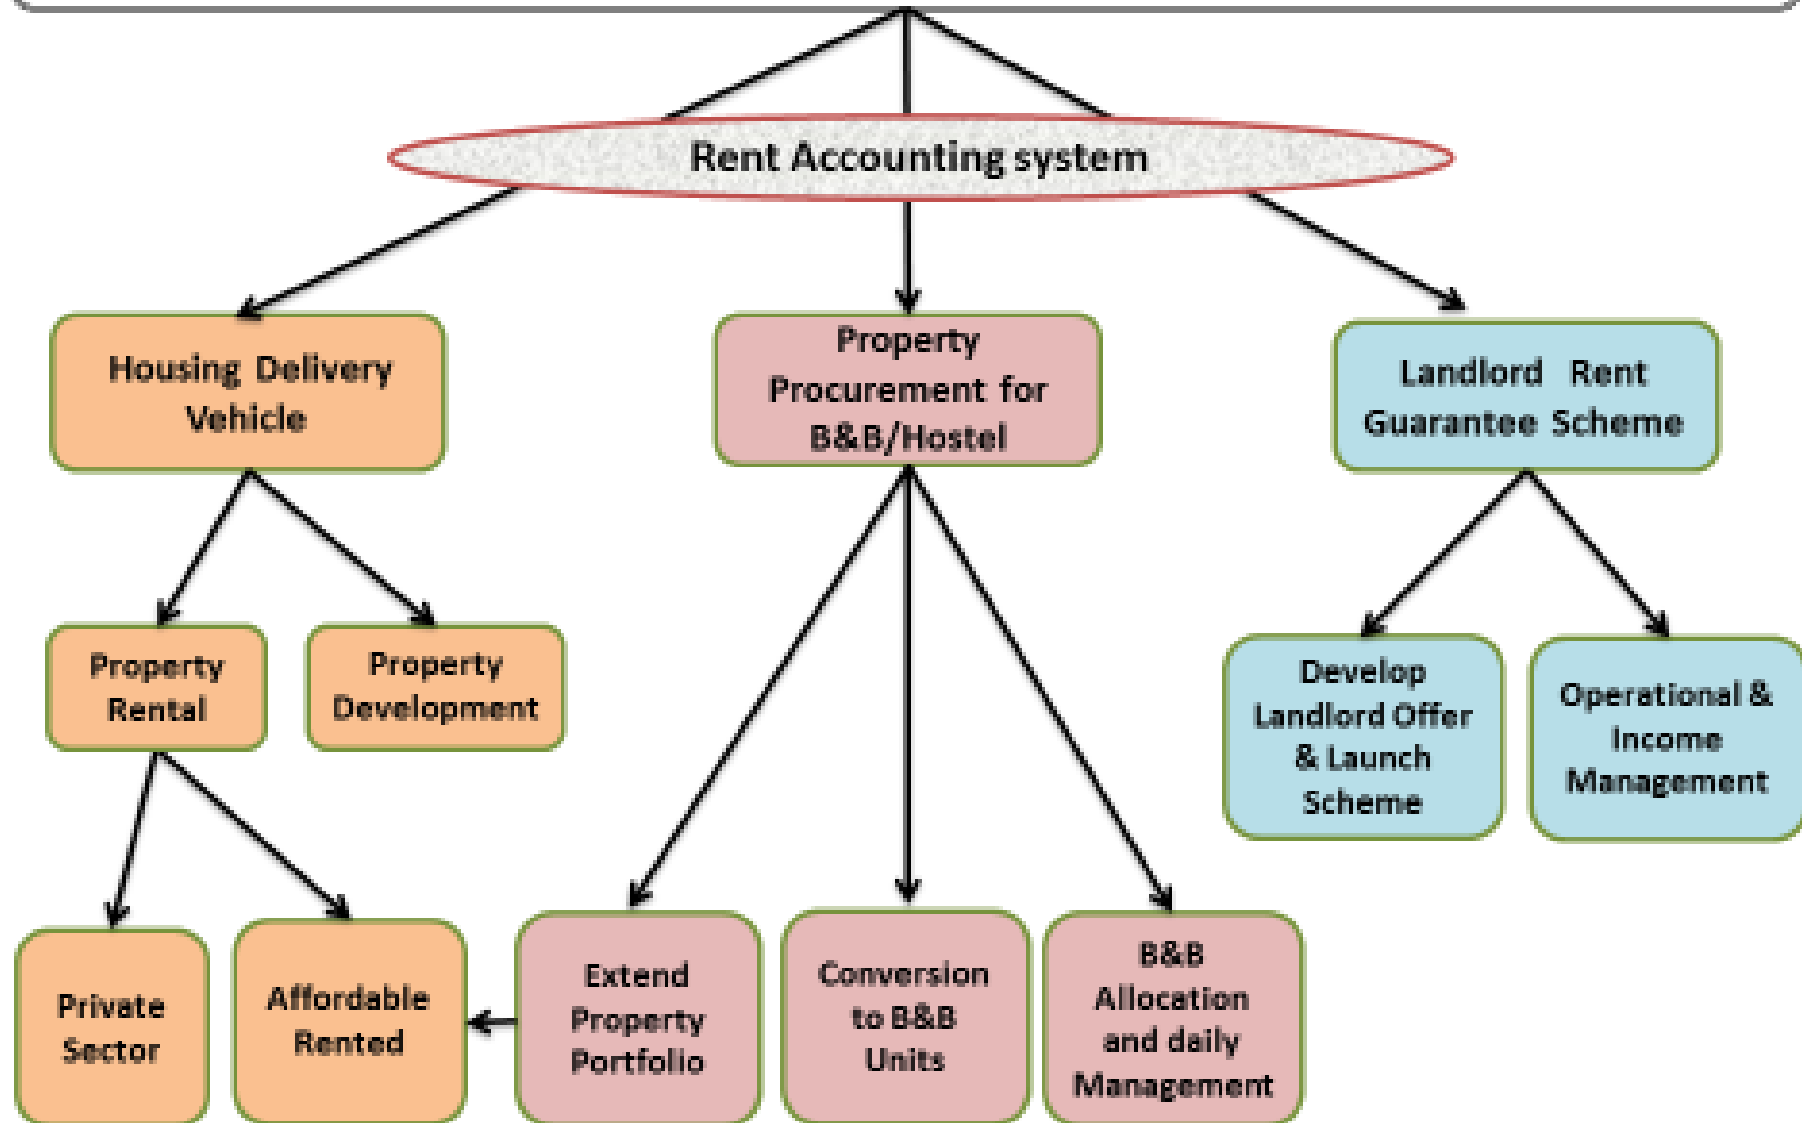 Rent Accounting system
Housing Delivery
Vehicle
Property
Procurement for
B&B/Hostel
Landlord Rent
Guarantee Scheme
Property
Rental
Property
Development
Develop
Landlord Offer
& Launch
Scheme
Operational &
Income
Management
Private
Sector
Affordable
Rented
Extend
Property
Portfolio
Conversion
to B&B
Units
B&B
Allocation
and daily
Management